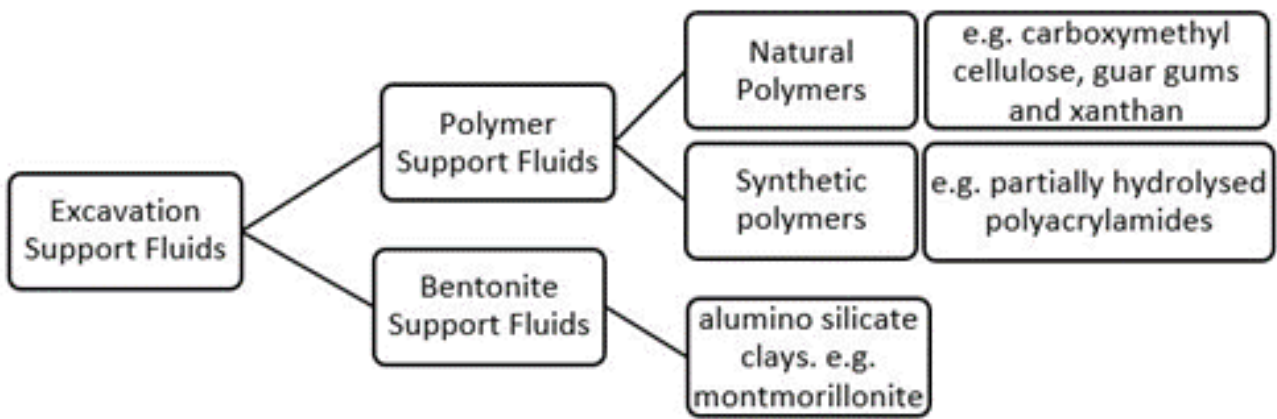 Natural
Polymers
e.g. carboxymethyl
cellulose, guar gums
and xanthan
Polymer
Support Fluids
Synthetic
polymers
e.g. partially hydrolysed
polyacrylamides
Excavation
Support Fluids
Bentonite
Support Fluids
alumino silicate
clays. e.g.
montmorillonite